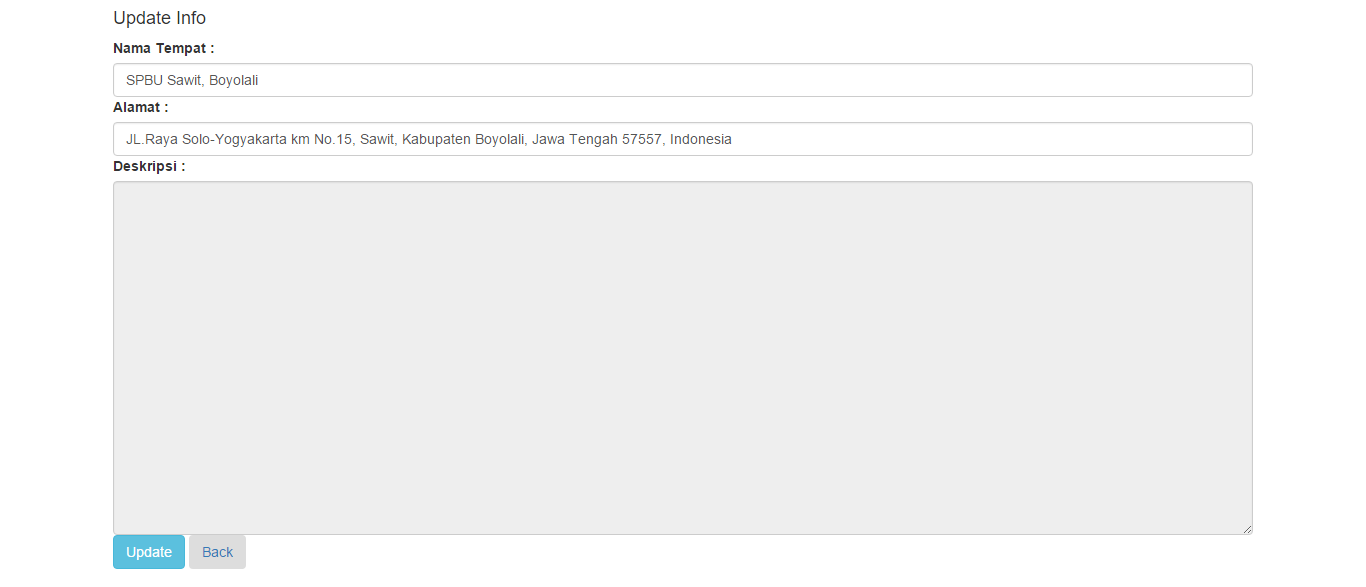 Update Info
Nama Tempat :
SPBU Sawit, Boyolali
Alamat :
JL.Raya Solo-Yogyakarta km No.15, Sawit, Kabupaten Boyolali, Jawa Tengah 57557, Indonesia
Deskripsi :
Update Back